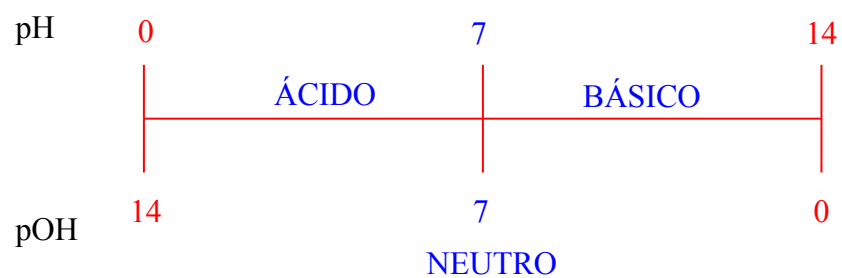 pH 0 7 14
ÁCIDO BÁSICO
14 7 0
pOH
NEUTRO